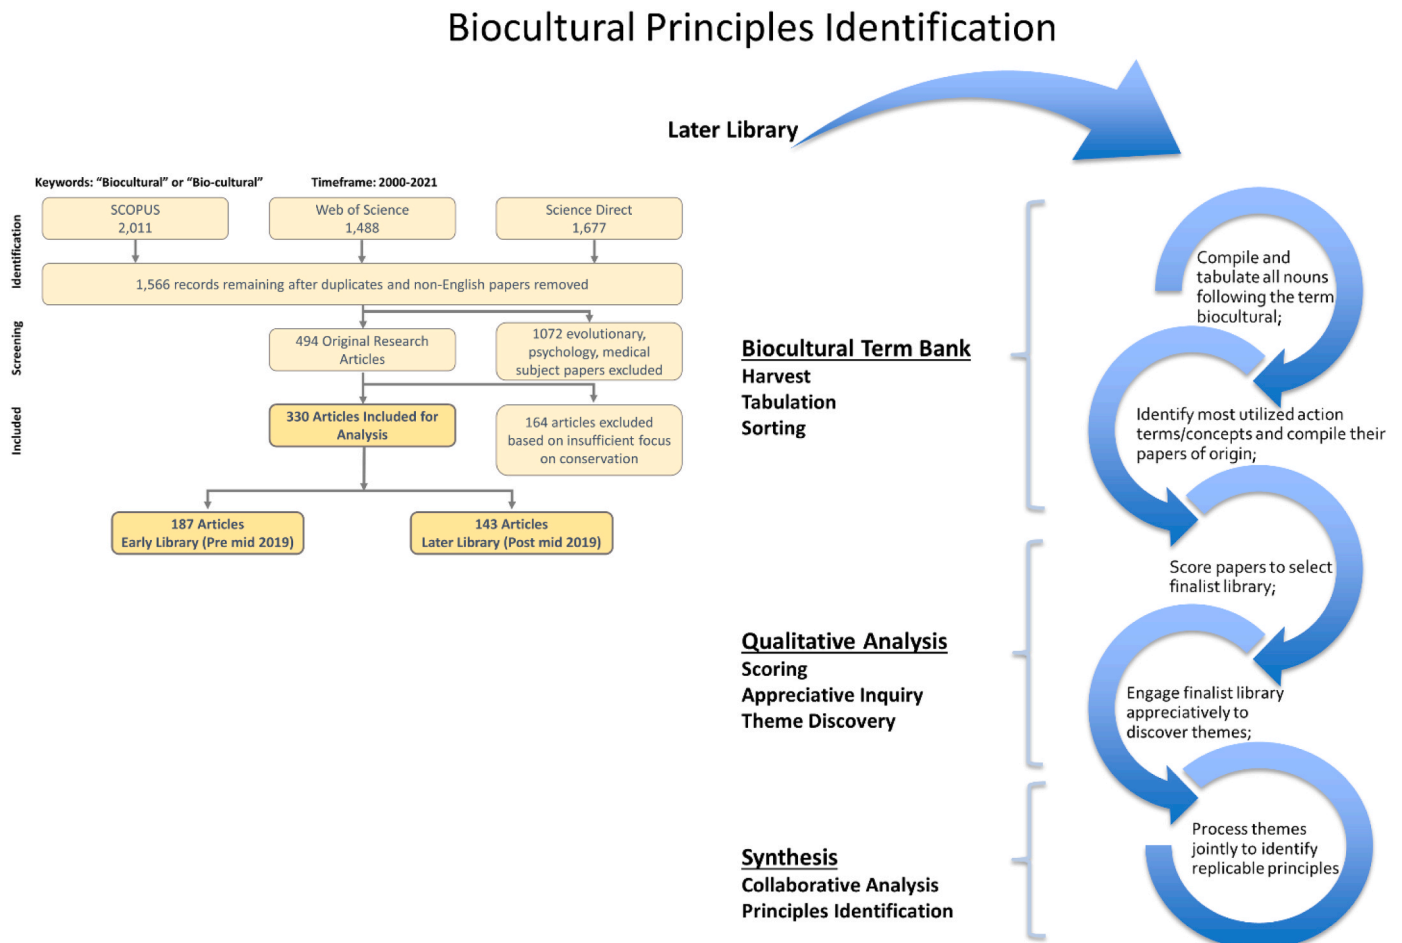 Biocultural Principles Identification
Later Library
Keywords: “Biocultural” or “Bio-cultural”
Timeframe: 2000-2021
Identification
SCOPUS
2,011
Web of Science
1,488
Science Direct
1,677
1,566 records remaining after duplicates and non-English papers removed
Screening
494 Original Research
Articles
1072 evolutionary,
psychology, medical
subject papers excluded
Included
330 Articles Included for
Analysis
164 articles excluded
based on insufficient focus
on conservation
187 Articles
Early Library (Pre mid 2019)
143 Articles
Later Library (Post mid 2019)
Biocultural Term Bank
Harvest
Tabulation
Sorting
Qualitative Analysis
Scoring
Appreciative Inquiry
Theme Discovery
Synthesis
Collaborative Analysis
Principles Identification
Compile and
tabulate all nouns
following the term
biocultural;
Identify most utilized action
terms/concepts and compile their
papers of origin;
Score papers to select
finalist library;
Engage finalist library
appreciatively to
discover themes;
Process themes
jointly to identify
replicable principles